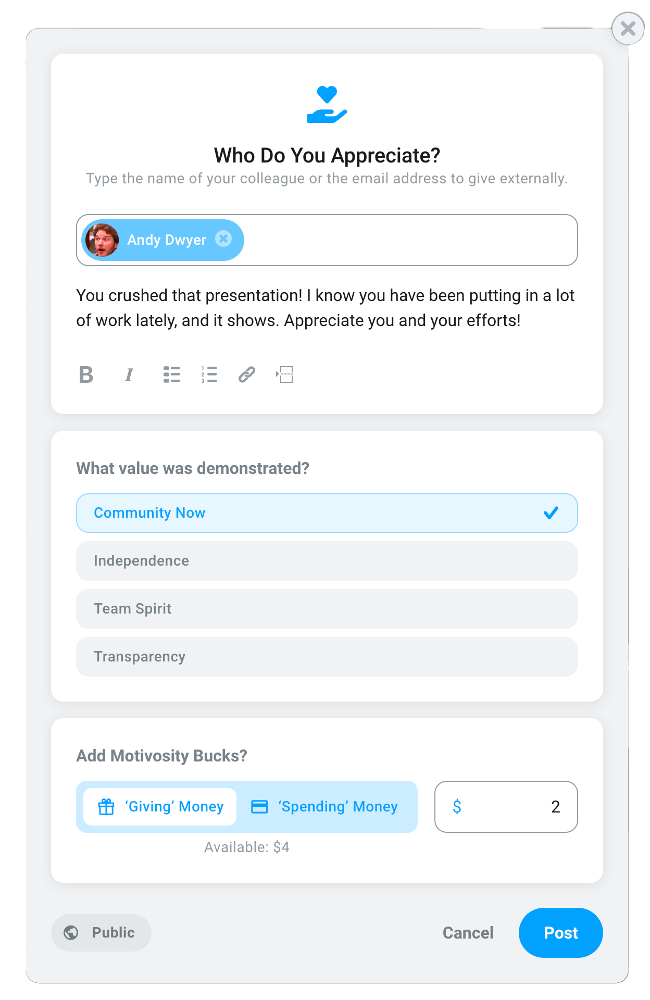 Who Do You Appreciate?
Type the name of your colleague or the email address to give externally.
Andy Dwyer
You crushed that presentation! I know you have been putting in a lot
of work lately, and it shows. Appreciate you and your efforts!
B I 1 2 3
What value was demonstrated?
Community Now
Independence
Team Spirit
Transparency
Add Motivosity Bucks?
‘Giving’ Money ‘Spending’ Money $ 2
Available: $4
Public Cancel Post